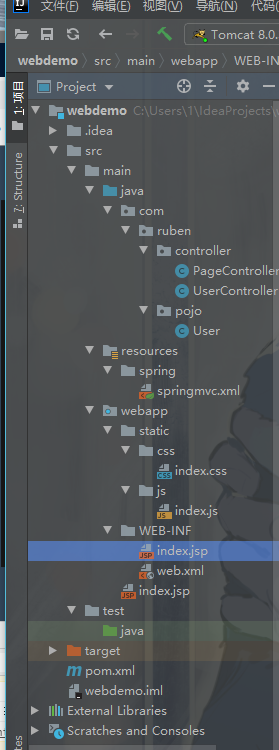 文件(F) 编辑(E) 视图(V) 导航(N)
Tomcat 8.0.
webdemo src main webapp WEB-IN
1: 项目
Project
7: Structure
webdemo C:\Users\1\IdeaProjects\
.idea
src
main
java
com
ruben
controller
PageController
UserController
pojo
User
resources
spring
springmvc.xml
webapp
static
css
index.css
js
index.js
WEB-INF
index.jsp
web.xml
index.jsp
test
java
target
pom.xml
webdemo.iml
External Libraries
Scratches and Consoles